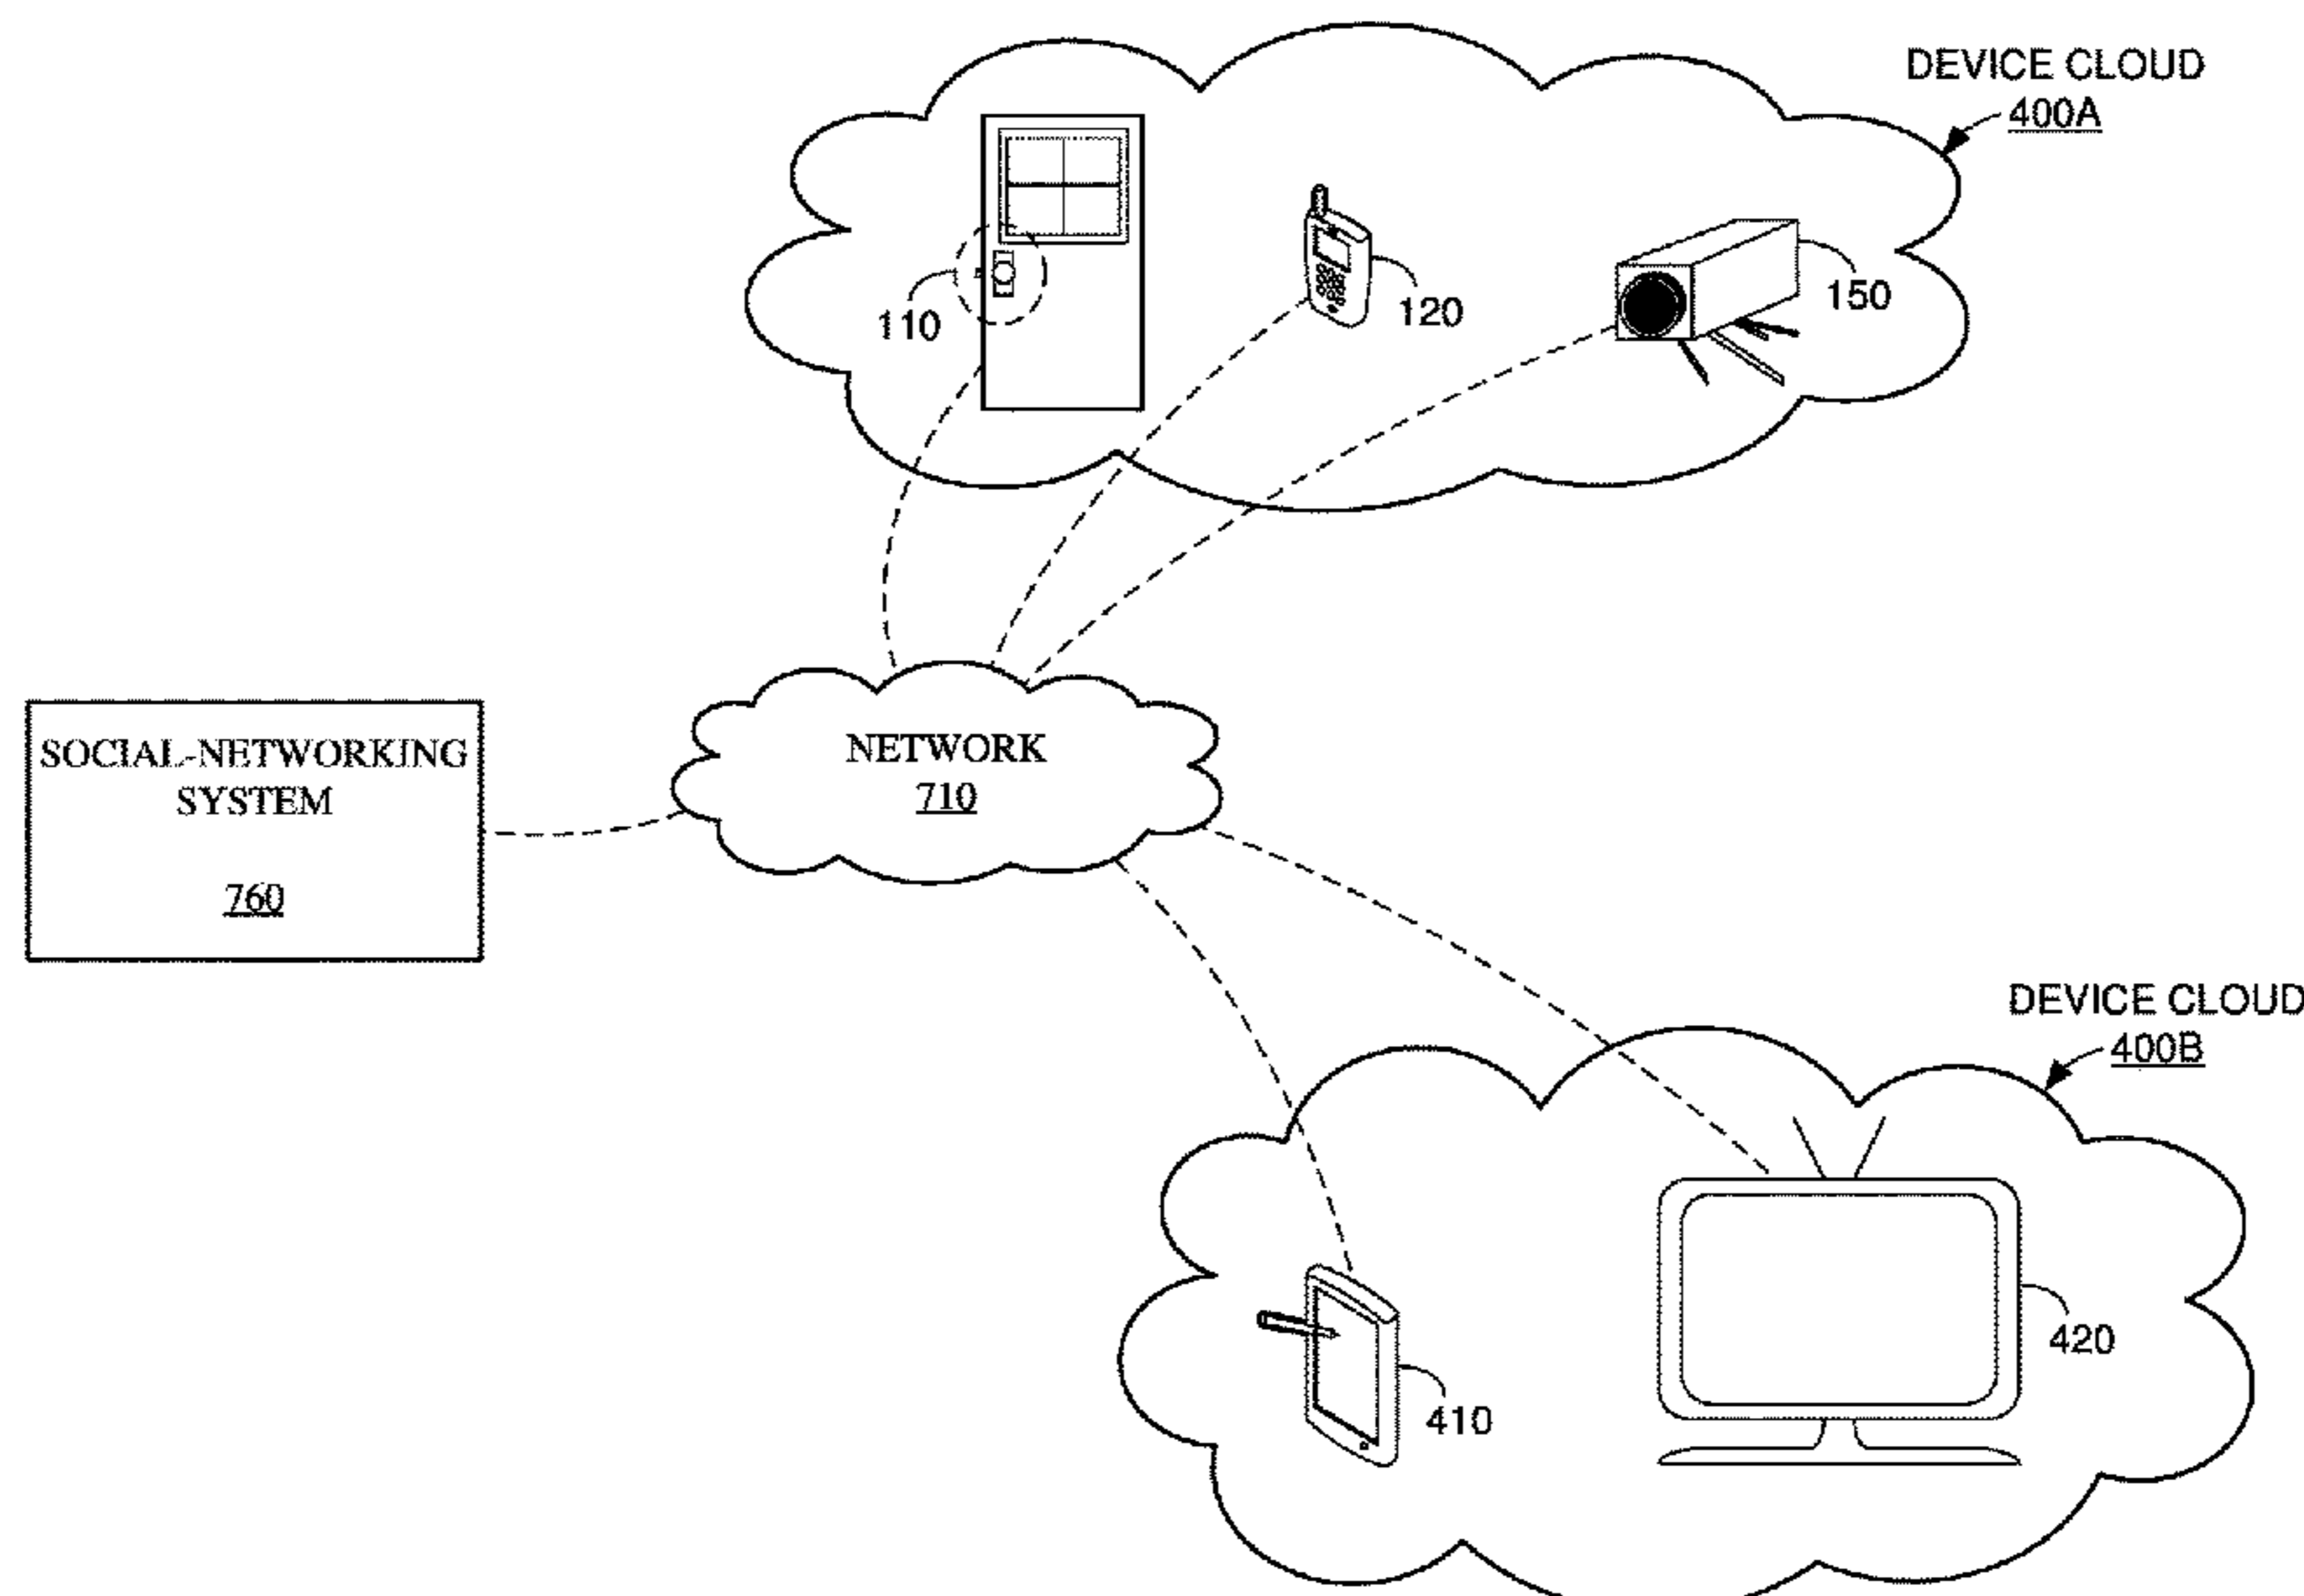 DEVICE CLOUD
400A
110
120
150
SOCIAL-NETWORKING
SYSTEM
760
NETWORK
710
DEVICE CLOUD
400B
410
420